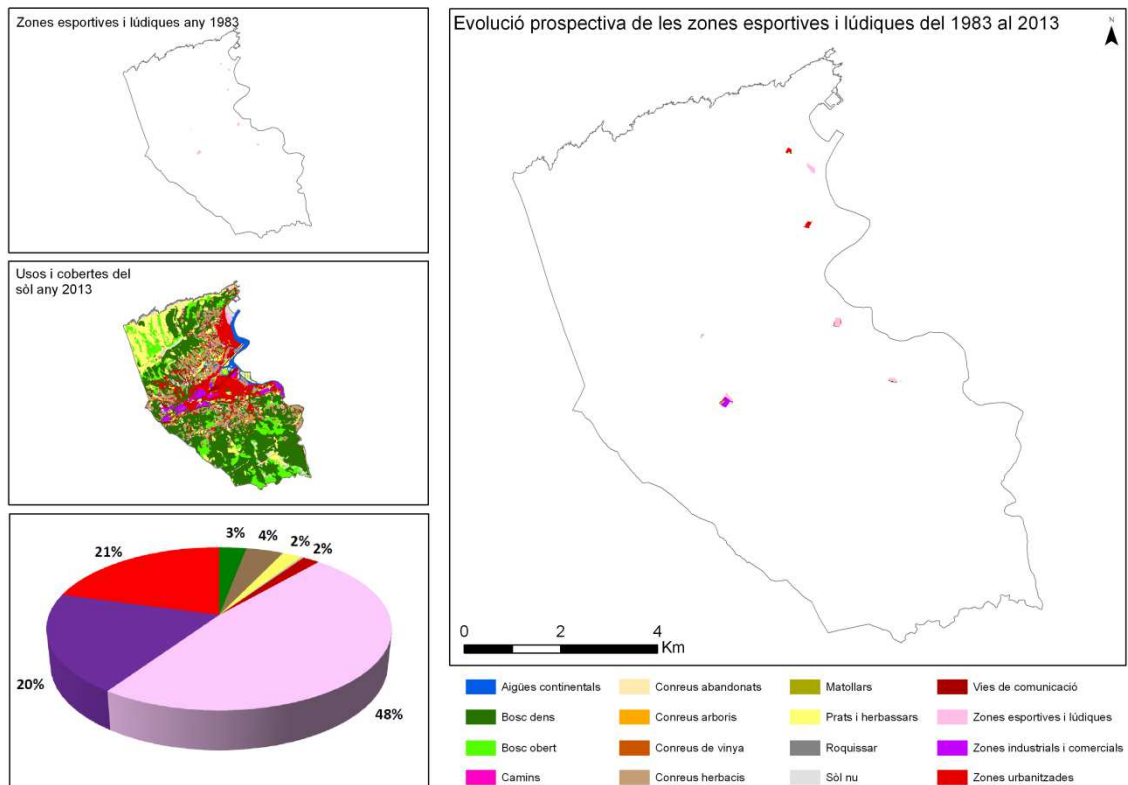 Zones esportives i lúdiques any 1983
Usos i cobertes del
sòl any 2013
3%
4%
2%
2%
21%
20%
48%
Evolució prospectiva de les zones esportives i lúdiques del 1983 al 2013
N
0 2 4
Km
Aigües continentals
Bosc dens
Bosc obert
Camins
Conreus abandonats
Conreus arboris
Conreus de vinya
Conreus herbacis
Matollars
Prats i herbassars
Roquissar
Sòl nu
Vies de comunicació
Zones esportives i lúdiques
Zones industrials i comercials
Zones urbanitzades